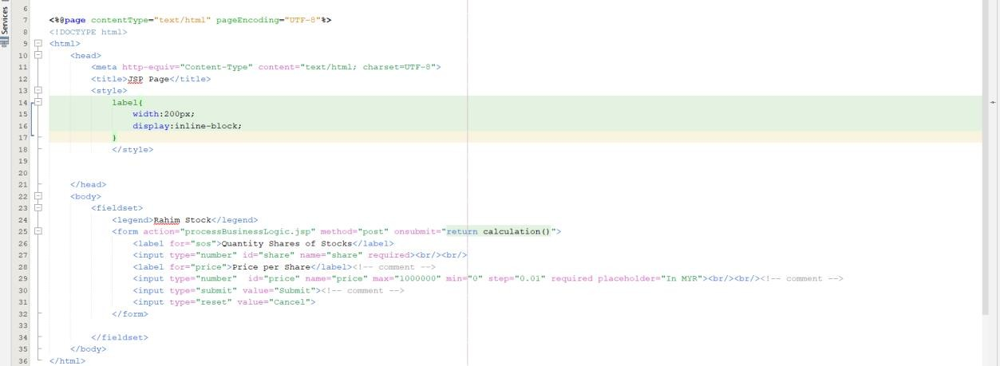 Services
6
7 <%@page contentType="text/html" pageEncoding="UTF-8"%>
8 <!DOCTYPE html>
9 <html>
10 <head>
11 <meta http-equiv="Content-Type" content="text/html; charset=UTF-8">
12 <title>JSP Page</title>
13 <style>
14 label{
15 width:200px;
16 display:inline-block;
17 }
18 </style>
19
20
21 </head>
22 <body>
23 <fieldset>
24 <legend>Rahim Stock</legend>
25 <form action="processBusinessLogic.jsp" method="post" onsubmit="return calculation()">
26 <label for="sos">Quantity Shares of Stocks</label>
27 <input type="number" id="share" name="share" required><br/><br/>
28 <label for="price">Price per Share</label><!-- comment -->
29 <input type="number"  id="price" name="price" max="1000000" min="0" step="0.01" required placeholder="In MYR"><br/><br/><!-- comment -->
30 <input type="submit" value="Submit"><!-- comment -->
31 <input type="reset" value="Cancel">
32 </form>
33
34 </fieldset>
35 </body>
36 </html>